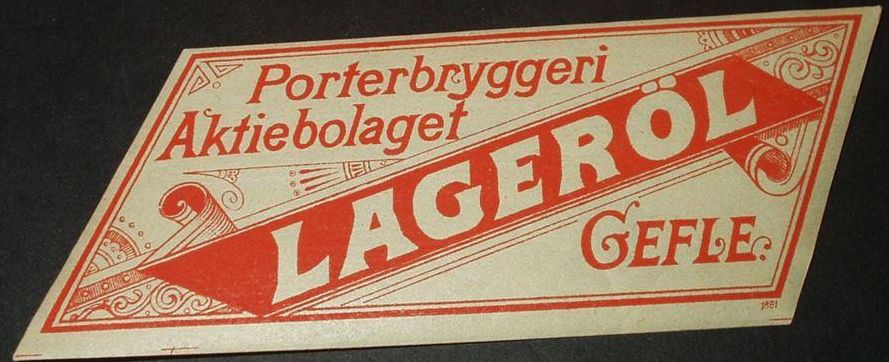 Porterbryggeri
Aktiebolaget
LAGERÖL
GEFLE.
1881